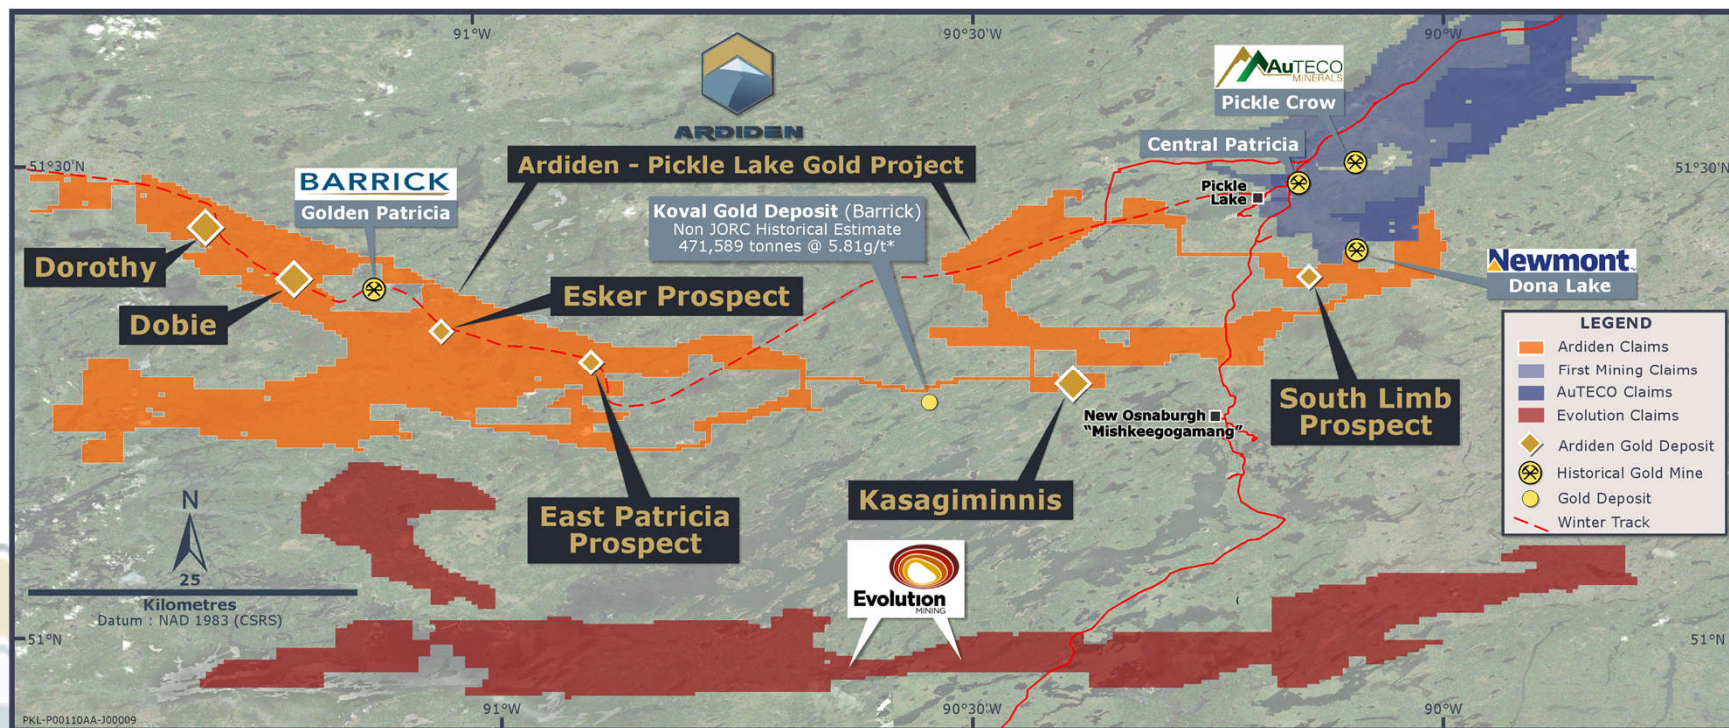 91°W
90°30'W
90°W
ARDIDEN
AuTECO
MINERALS
Pickle Crow
Central Patricia
51°30'N
51°30'N
Ardiden - Pickle Lake Gold Project
BARRICK
Golden Patricia
Koval Gold Deposit (Barrick)
Non JORC Historical Estimate
471,589 tonnes @ 5.81g/t*
Pickle
Lake
Dorothy
Dobie
Esker Prospect
Newmont
Dona Lake
South Limb
Prospect
New Osnaburgh
"Mishkeegogamang"
Kasagiminnis
East Patricia
Prospect
LEGEND
Ardiden Claims
First Mining Claims
AuTECO Claims
Evolution Claims
Ardiden Gold Deposit
Historical Gold Mine
Gold Deposit
Winter Track
N
25
Kilometres
Datum : NAD 1983 (CSRS)
Evolution
MINING
51°N
51°N
91°W
90°30'W
90°W
PKL-P00110AA-J00009